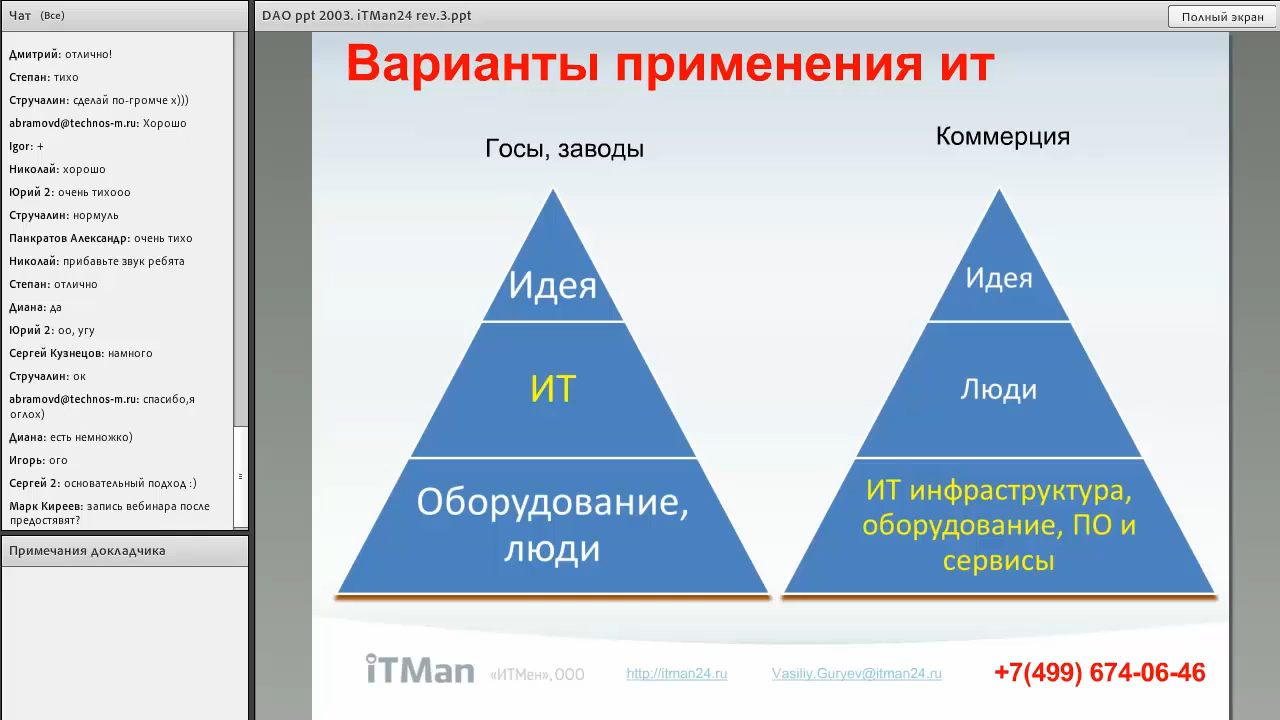 Чат (Все)
Дмитрий: отлично!
Степан: тихо
Стручалин: сделай по-громче х)))
abramovd@technos-m.ru: Хорошо
Igor: +
Николай: хорошо
Юрий 2: очень тихооо
Стручалин: нормуль
Панкратов Александр: очень тихо
Николай: прибавьте звук ребята
Степан: отлично
Диана: да
Юрий 2: оо, угу
Сергей Кузнецов: намного
Стручалин: ок
abramovd@technos-m.ru: спасибо,я
оглох)
Диана: есть немножко)
Игорь: ого
Сергей 2: основательный подход :)
Марк Киреев: запись вебинара после
предостявят?
Примечания докладчика
DAO ppt 2003. iTMan24 rev.3.ppt
Полный экран
Варианты применения ит
Госы, заводы
Идея
ИТ
Оборудование,
люди
Коммерция
Идея
Люди
ИТ инфраструктура,
оборудование, ПО и
сервисы
iTMan «ИТМен», ООО http://itman24.ru Vasiliy.Guryev@itman24.ru +7(499) 674-06-46